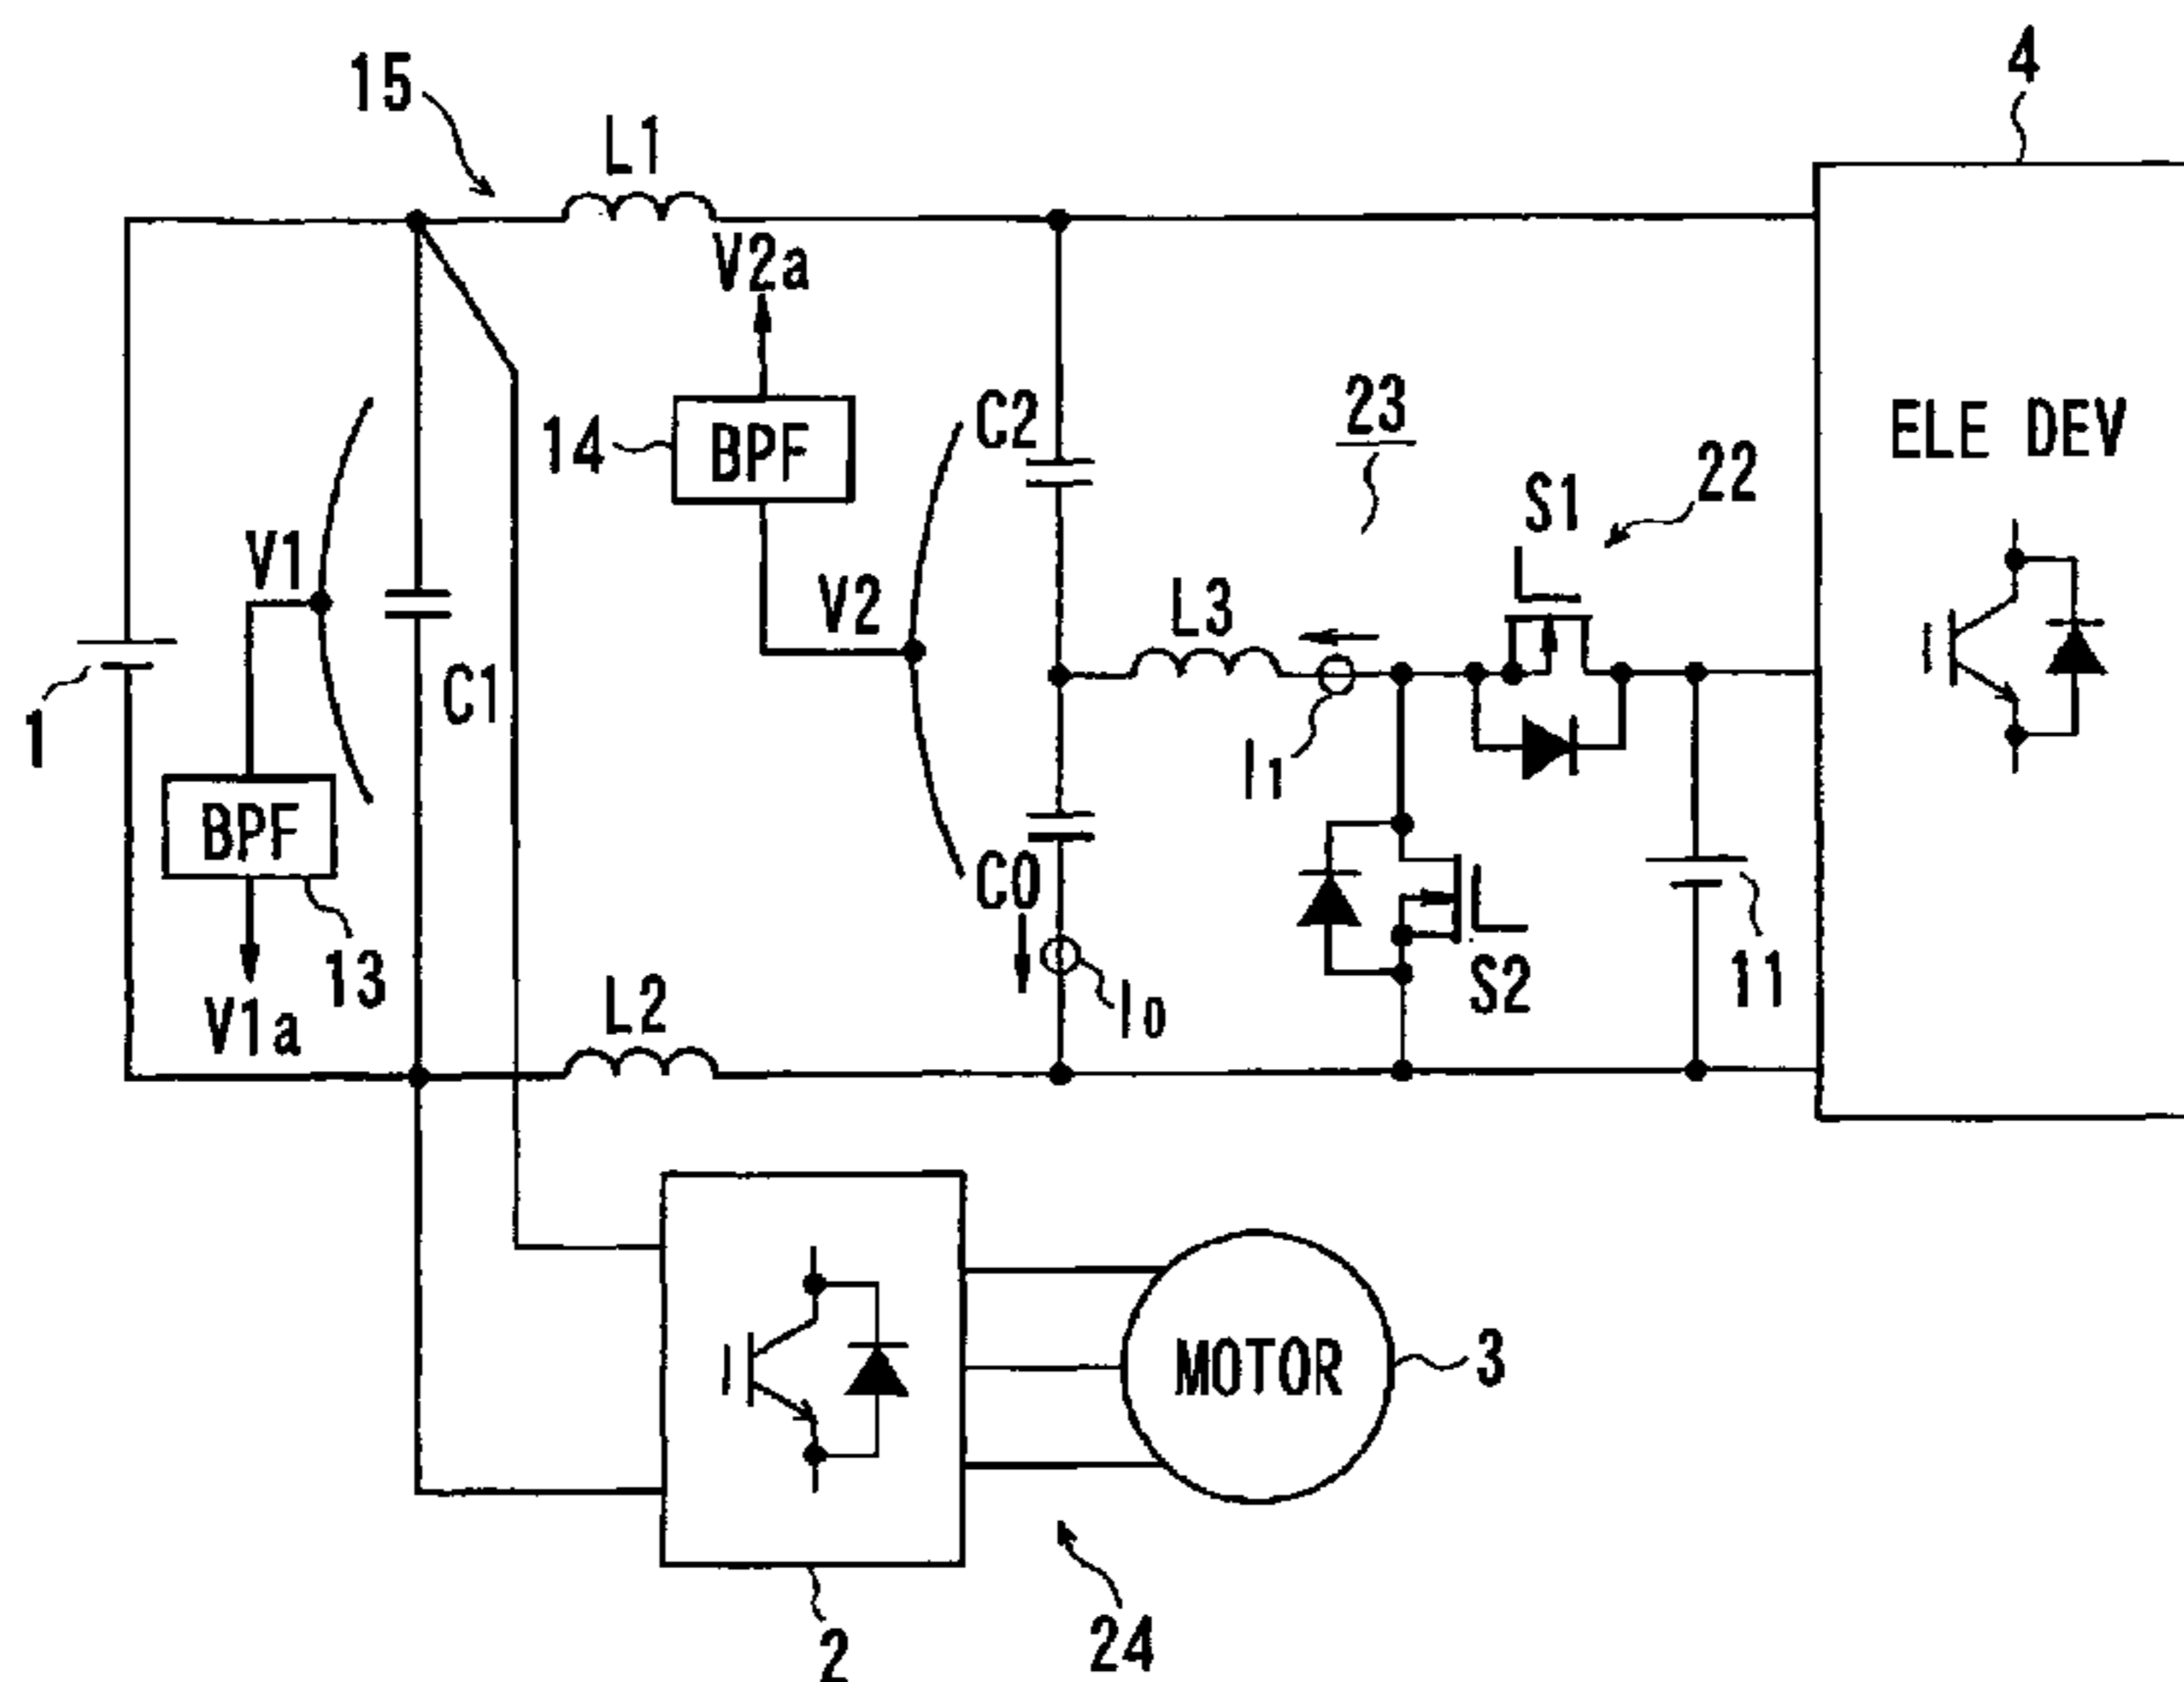 15
L1
4
V2a
C2
23
14
BPF
ELE DEV
22
S1
V1
V2
L3
C1
1
I1
BPF
C0
13
L2
I0
S2
11
V1a
MOTOR
3
2
24